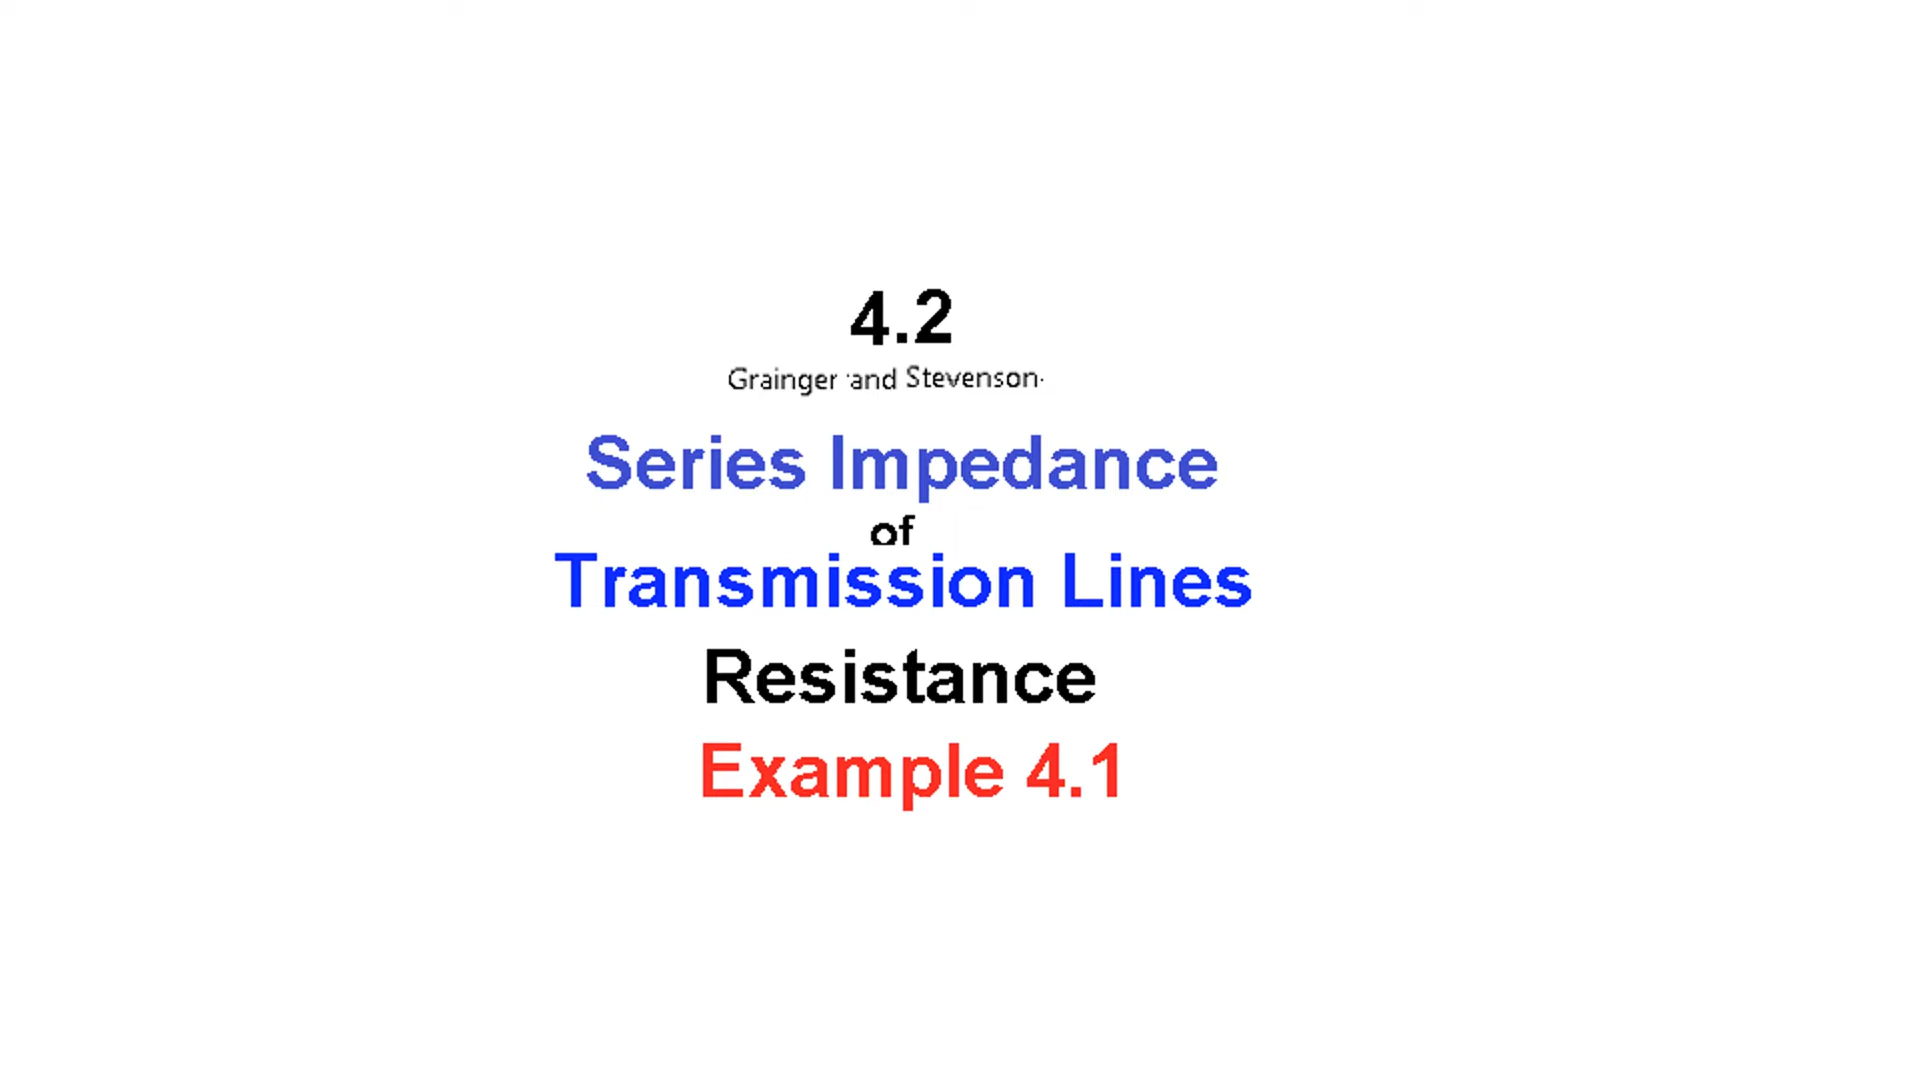 4.2
Grainger and Stevenson
Series Impedance
of
Transmission Lines
Resistance
Example 4.1